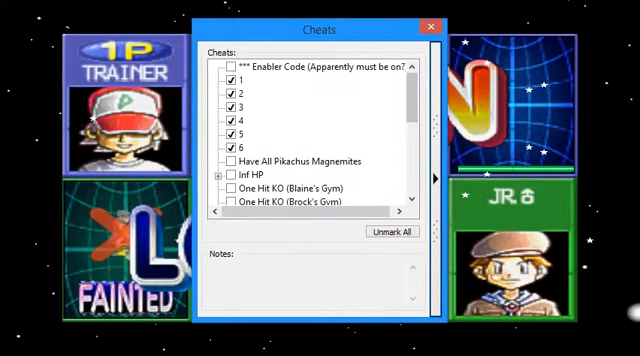 Cheats
1P
TRAINER
P
Cheats:
*** Enabler Code (Apparently must be on?
1
2
3
4
5
6
Have All Pikachus Magnemites
Inf HP
One Hit KO (Blaine's Gym)
One Hit KO (Brock's Gym)
Unmark All
Notes:
N
JR.♂
LO
FAINTED